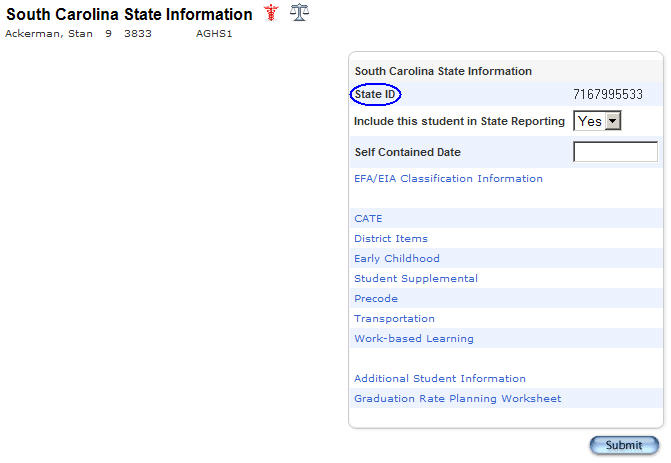 South Carolina State Information
Ackerman, Stan 9 3833 AGHS1
South Carolina State Information
State ID 7167995533
Include this student in State Reporting Yes
Self Contained Date
EFA/EIA Classification Information
CATE
District Items
Early Childhood
Student Supplemental
Precode
Transportation
Work-based Learning
Additional Student Information
Graduation Rate Planning Worksheet
Submit